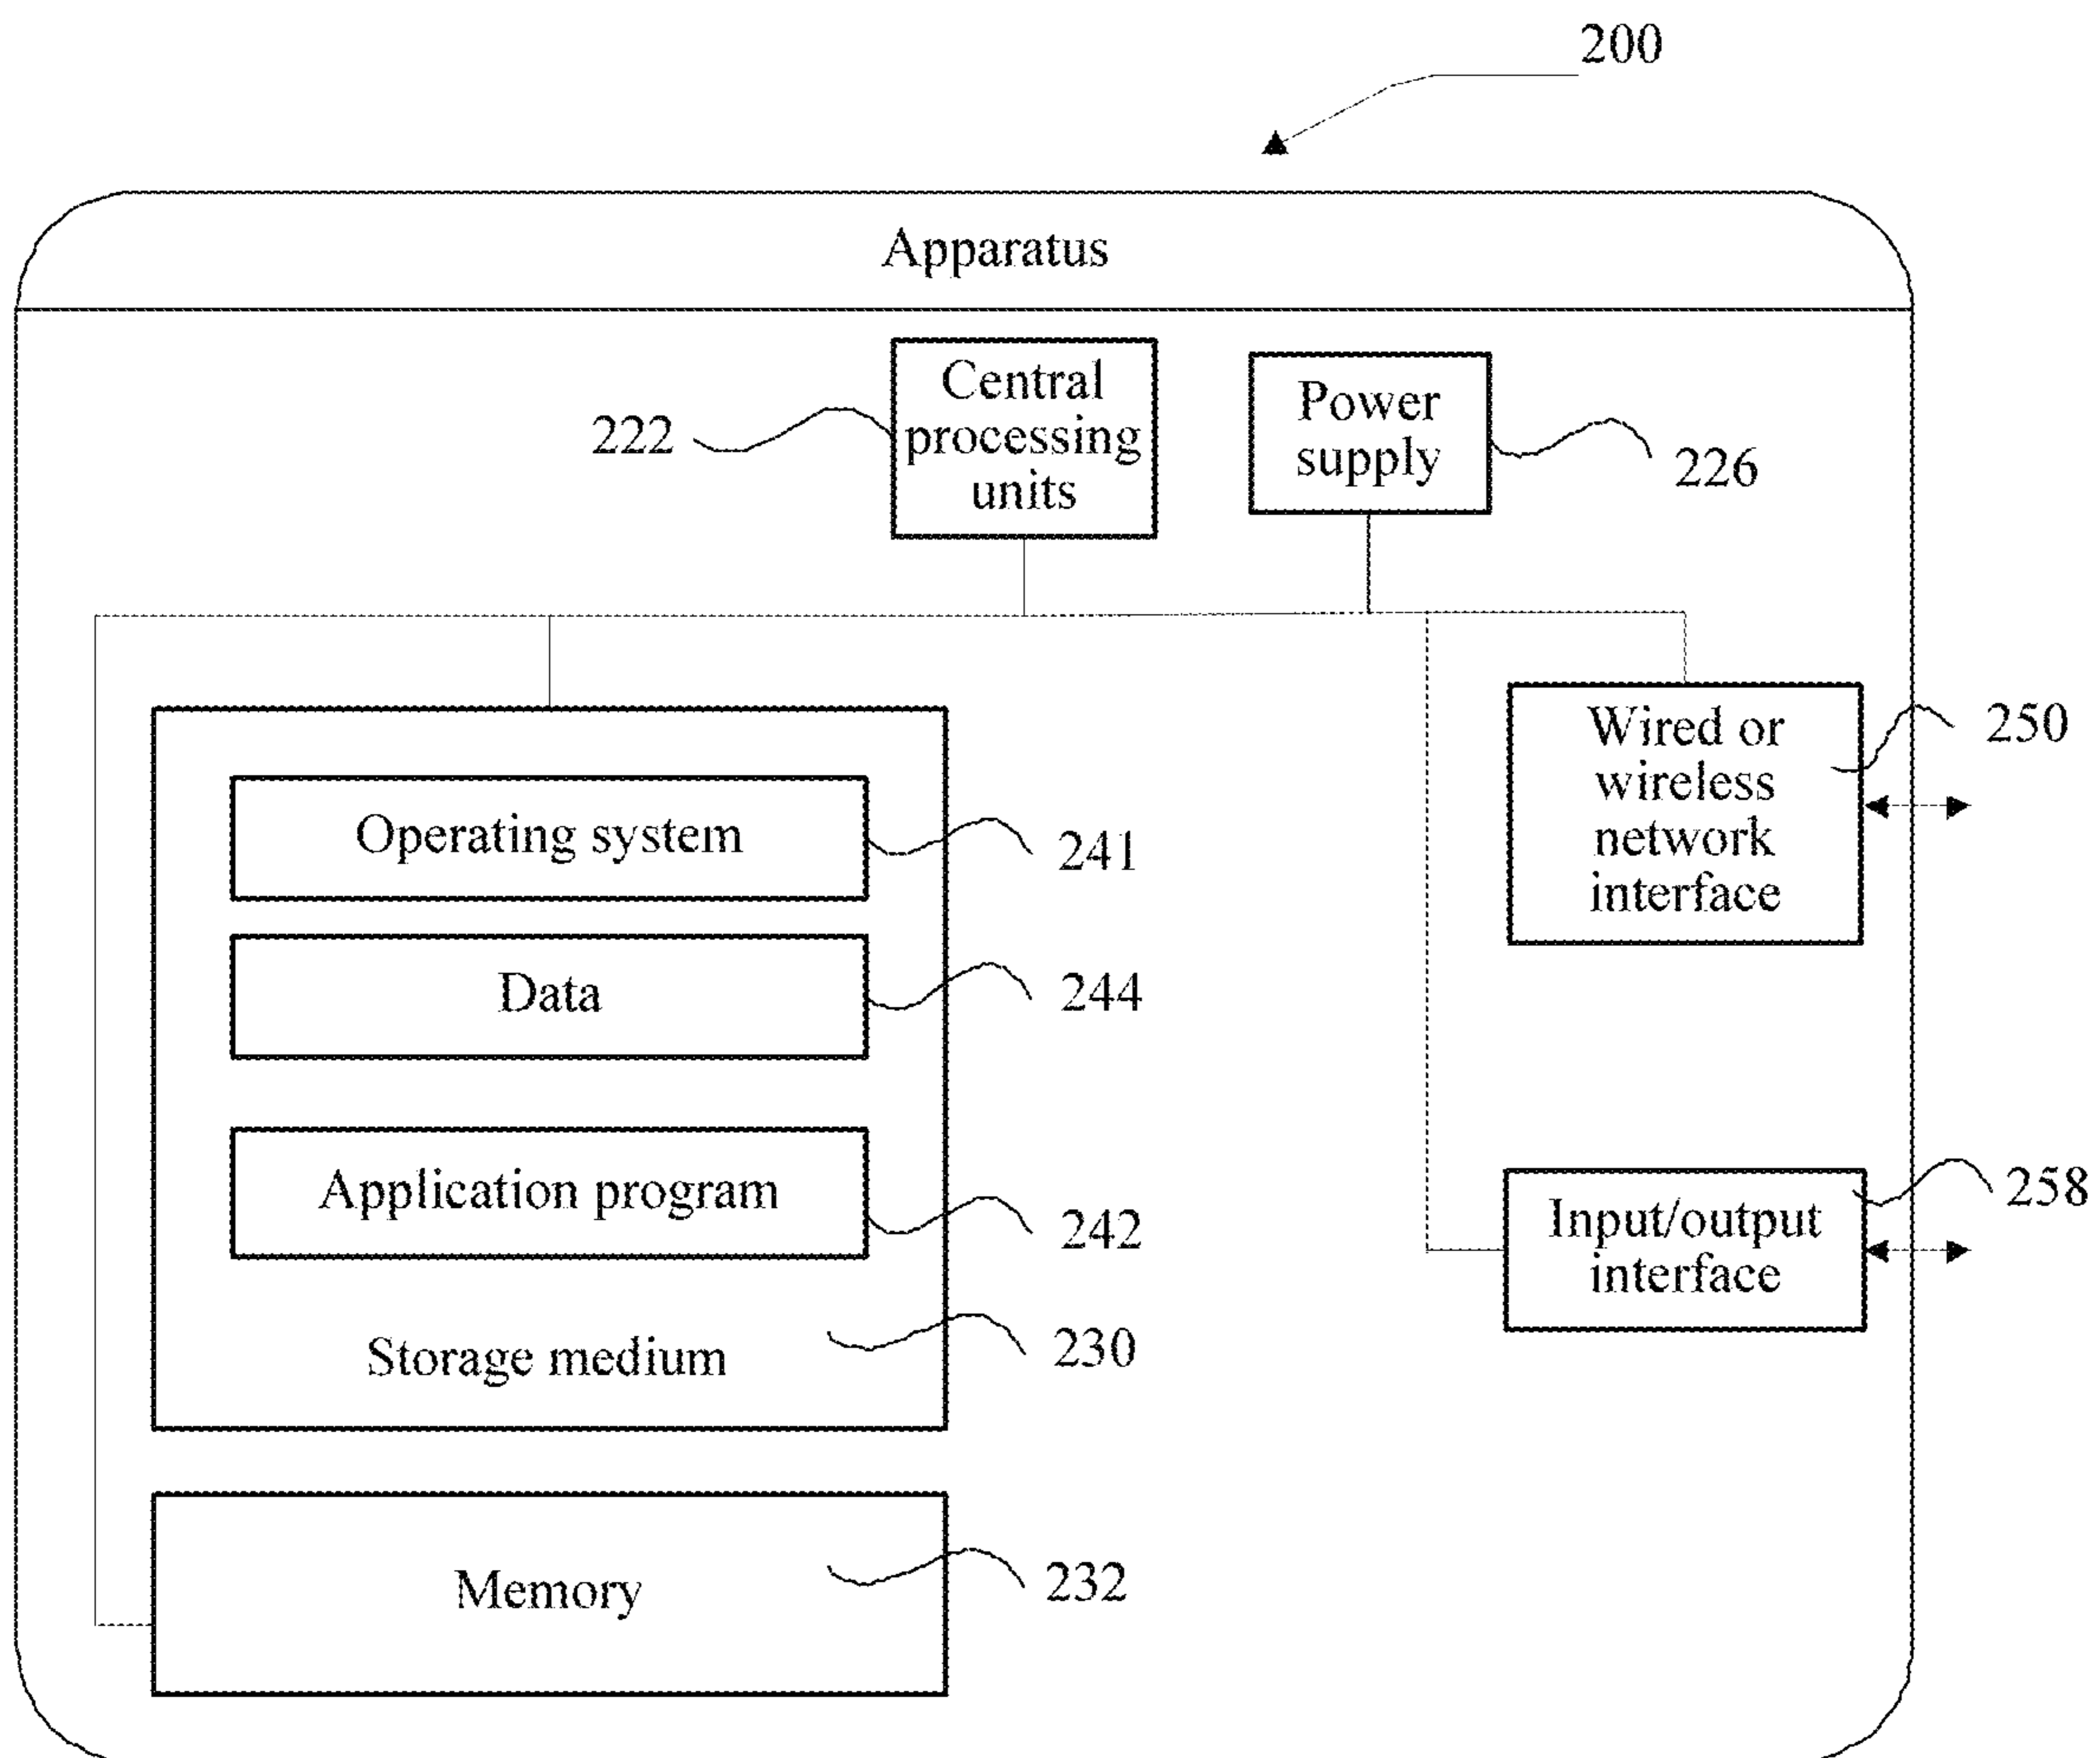 200
Apparatus
Central
processing
units
222
Power
supply
226
Operating system
241
Data
244
Application program
242
Storage medium
230
Memory
232
Wired or
wireless
network
interface
250
Input/output
interface
258